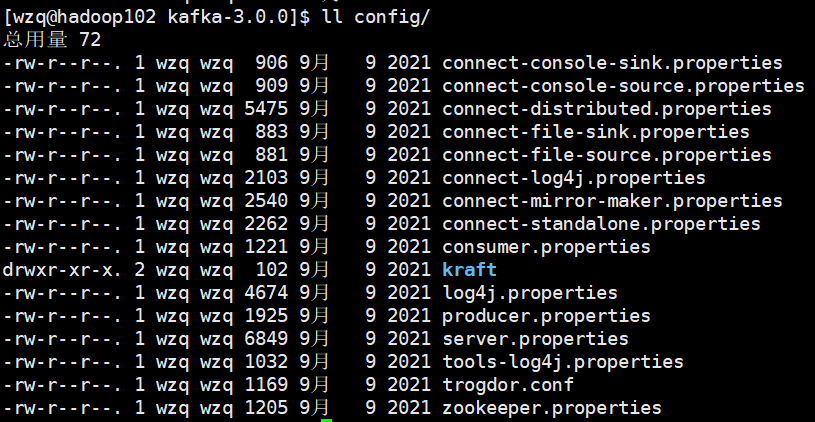 [wzq@hadoop102 kafka-3.0.0]$ ll config/
总用量 72
-rw-r--r--. 1 wzq wzq  906 9月   9 2021 connect-console-sink.properties
-rw-r--r--. 1 wzq wzq  909 9月   9 2021 connect-console-source.properties
-rw-r--r--. 1 wzq wzq 5475 9月   9 2021 connect-distributed.properties
-rw-r--r--. 1 wzq wzq  883 9月   9 2021 connect-file-sink.properties
-rw-r--r--. 1 wzq wzq  881 9月   9 2021 connect-file-source.properties
-rw-r--r--. 1 wzq wzq 2103 9月   9 2021 connect-log4j.properties
-rw-r--r--. 1 wzq wzq 2540 9月   9 2021 connect-mirror-maker.properties
-rw-r--r--. 1 wzq wzq 2262 9月   9 2021 connect-standalone.properties
-rw-r--r--. 1 wzq wzq 1221 9月   9 2021 consumer.properties
drwxr-xr-x. 2 wzq wzq  102 9月   9 2021 kraft
-rw-r--r--. 1 wzq wzq 4674 9月   9 2021 log4j.properties
-rw-r--r--. 1 wzq wzq 1925 9月   9 2021 producer.properties
-rw-r--r--. 1 wzq wzq 6849 9月   9 2021 server.properties
-rw-r--r--. 1 wzq wzq 1032 9月   9 2021 tools-log4j.properties
-rw-r--r--. 1 wzq wzq 1169 9月   9 2021 trogdor.conf
-rw-r--r--. 1 wzq wzq 1205 9月   9 2021 zookeeper.properties